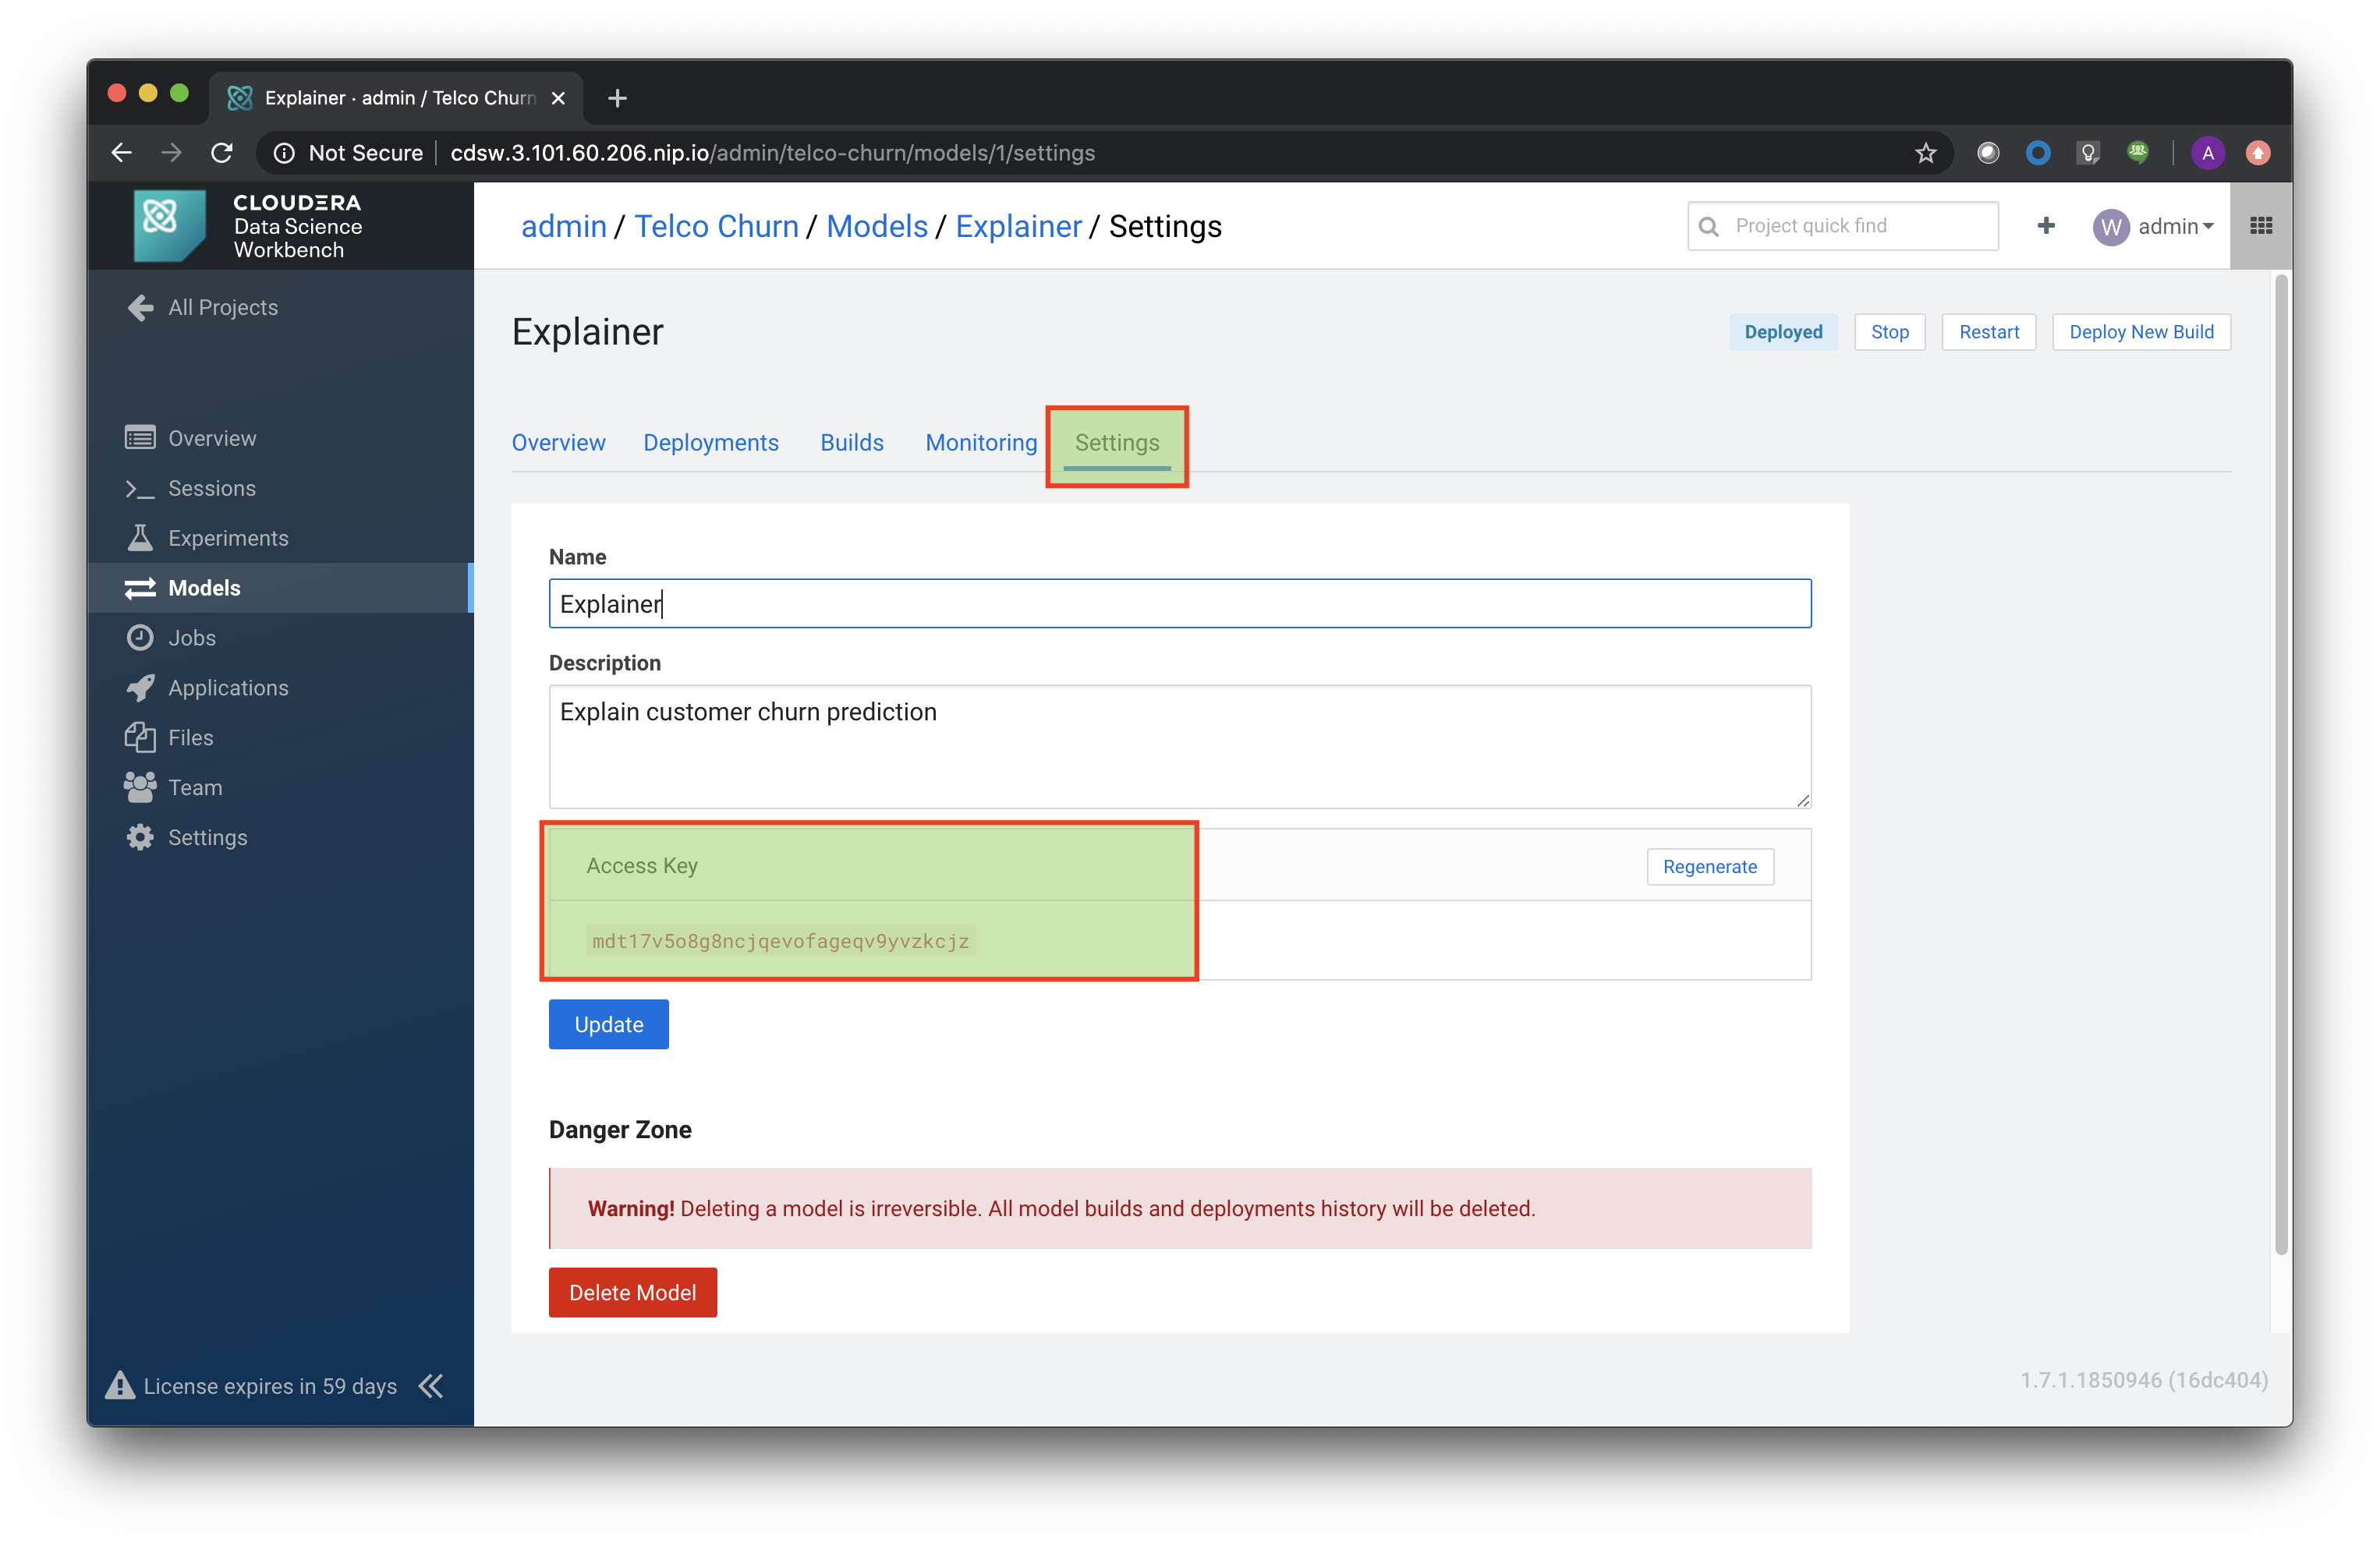 Explainer · admin / Telco Churn
Not Secure cdsw.3.101.60.206.nip.io/admin/telco-churn/models/1/settings
A
CLOUDERA
Data Science
Workbench
admin / Telco Churn / Models / Explainer / Settings
Project quick find
W admin
All Projects
Overview
Sessions
Experiments
Models
Jobs
Applications
Files
Team
Settings
License expires in 59 days
Explainer
Deployed Stop Restart Deploy New Build
Overview Deployments Builds Monitoring Settings
Name
Explainer
Description
Explain customer churn prediction
Access Key Regenerate
mdt17v5o8g8ncjqevofageqv9yvzkcjz
Update
Danger Zone
Warning! Deleting a model is irreversible. All model builds and deployments history will be deleted.
Delete Model
1.7.1.1850946 (16dc404)